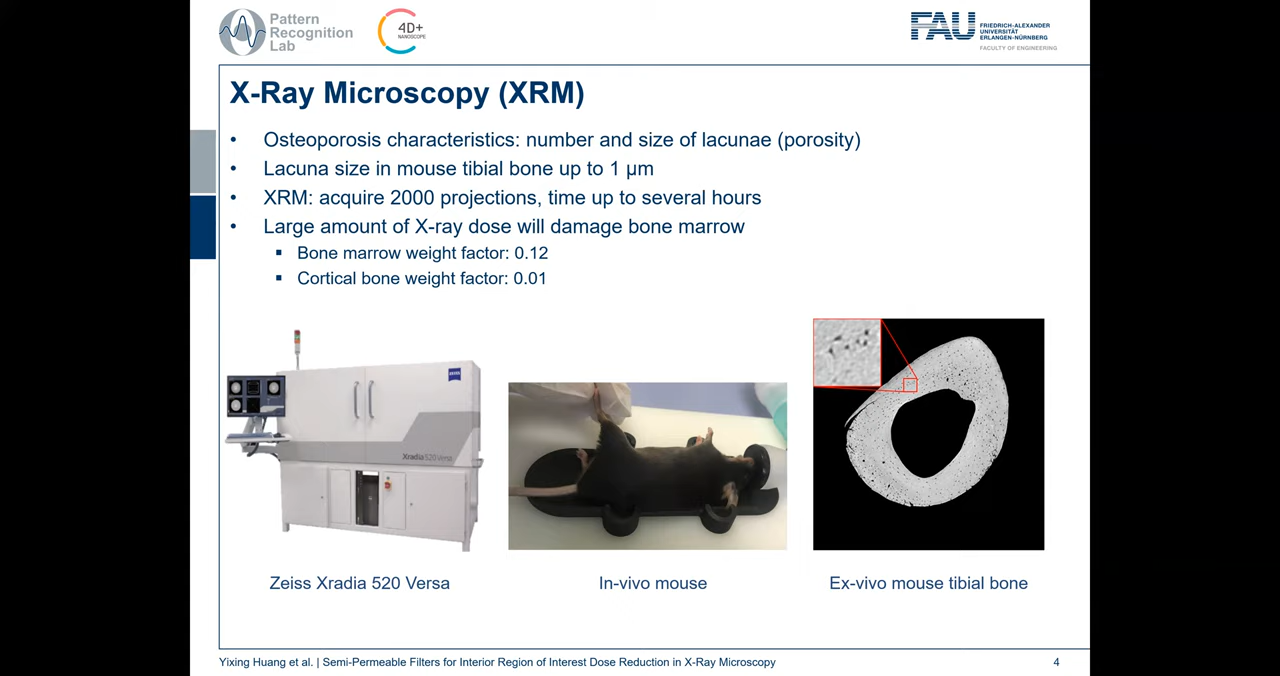 Pattern
Recognition
Lab
4D+
NANOSCOPE
FAU
FRIEDRICH-ALEXANDER
UNIVERSITÄT
ERLANGEN-NÜRNBERG
FACULTY OF ENGINEERING
X-Ray Microscopy (XRM)
• Osteoporosis characteristics: number and size of lacunae (porosity)
• Lacuna size in mouse tibial bone up to 1 μm
• XRM: acquire 2000 projections, time up to several hours
• Large amount of X-ray dose will damage bone marrow
▪ Bone marrow weight factor: 0.12
▪ Cortical bone weight factor: 0.01
ZEISS
Xradia 520 Versa
Zeiss Xradia 520 Versa
In-vivo mouse
Ex-vivo mouse tibial bone
Yixing Huang et al. | Semi-Permeable Filters for Interior Region of Interest Dose Reduction in X-Ray Microscopy
4